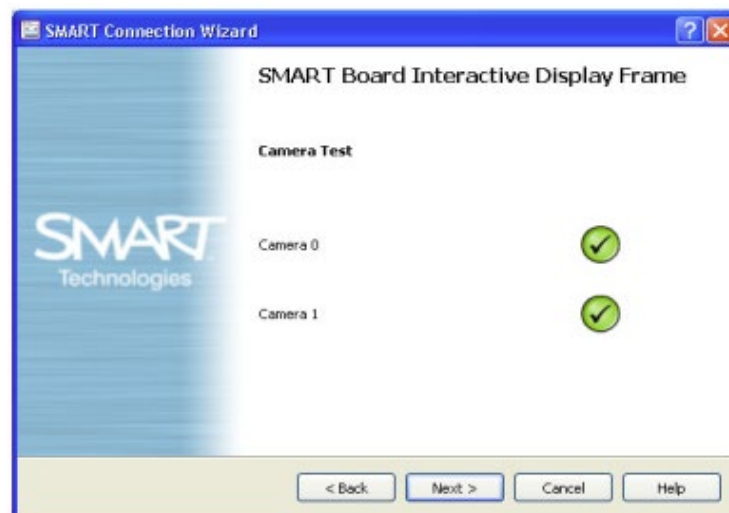 SMART Connection Wizard
SMART Board Interactive Display Frame
Camera Test
SMART
Technologies
Camera 0
Camera 1
< Back
Next >
Cancel
Help